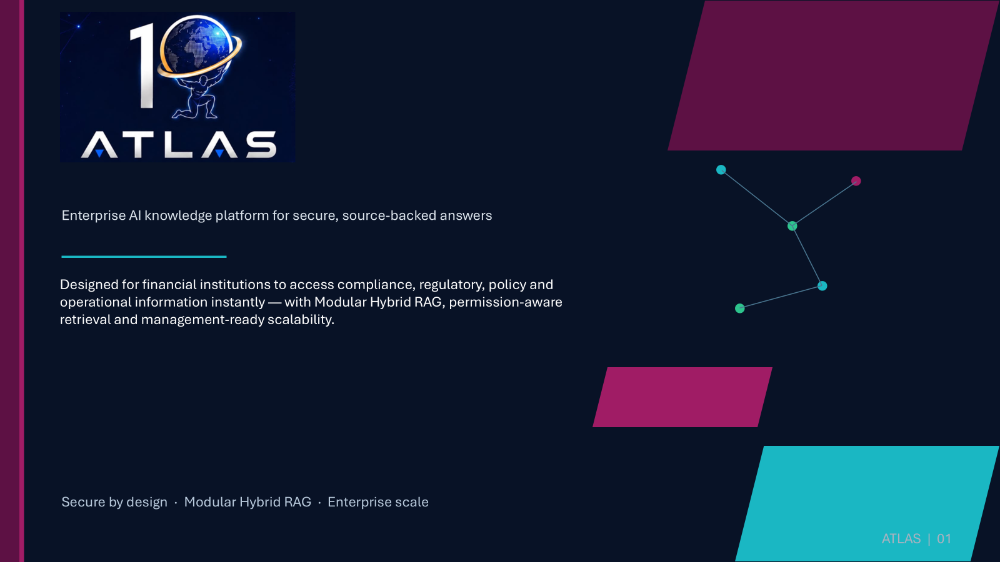 10
ATLAS
Enterprise AI knowledge platform for secure, source-backed answers
Designed for financial institutions to access compliance, regulatory, policy and
operational information instantly — with Modular Hybrid RAG, permission-aware
retrieval and management-ready scalability.
Secure by design · Modular Hybrid RAG · Enterprise scale
ATLAS | 01